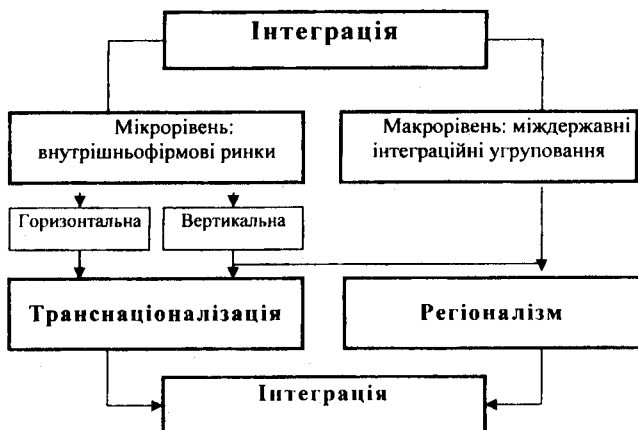 Інтеграція
Мікрорівень:
внутрішньофірмові ринки
Макрорівень: міждержавні
інтеграційні угруповання
Горизонтальна
Вертикальна
Транснаціоналізація
Регіоналізм
Інтеграція